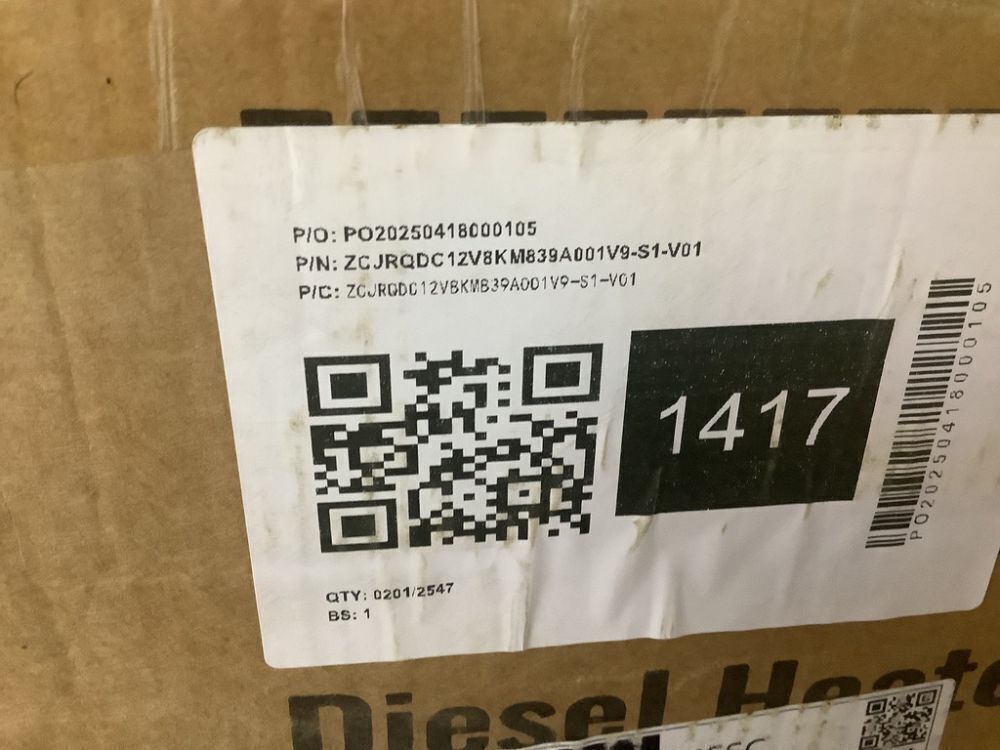 P/O: PO20250418000105
P/N: ZCJRQDC12V8KM839A001V9-S1-V01
P/C: ZCJRQDC12V8KM839A001V9-S1-V01
1417
PO20250418000105
QTY: 0201/2547
BS: 1
Diesel Heate